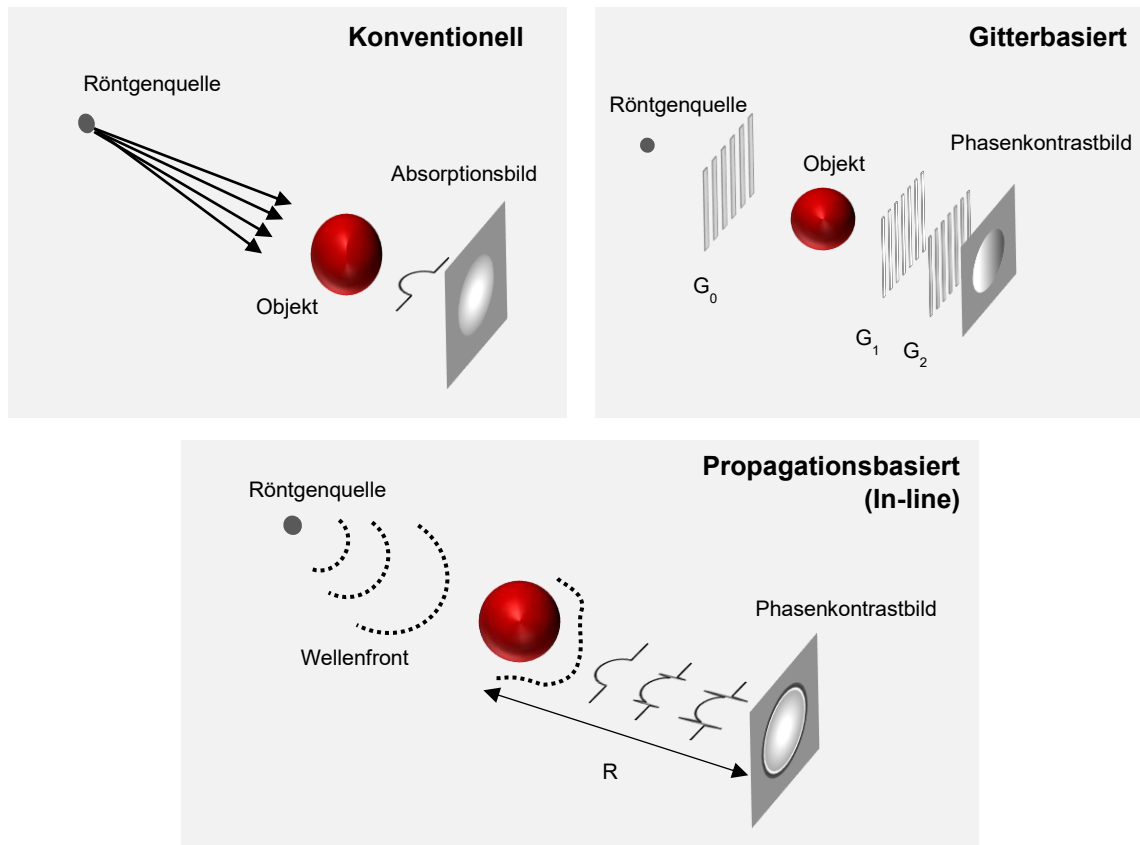 Konventionell
Röntgenquelle
Absorptionsbild
Objekt
Gitterbasiert
Röntgenquelle
Phasenkontrastbild
Objekt
G₀
G₁
G₂
Propagationsbasiert
(In-line)
Röntgenquelle
Phasenkontrastbild
Wellenfront
R